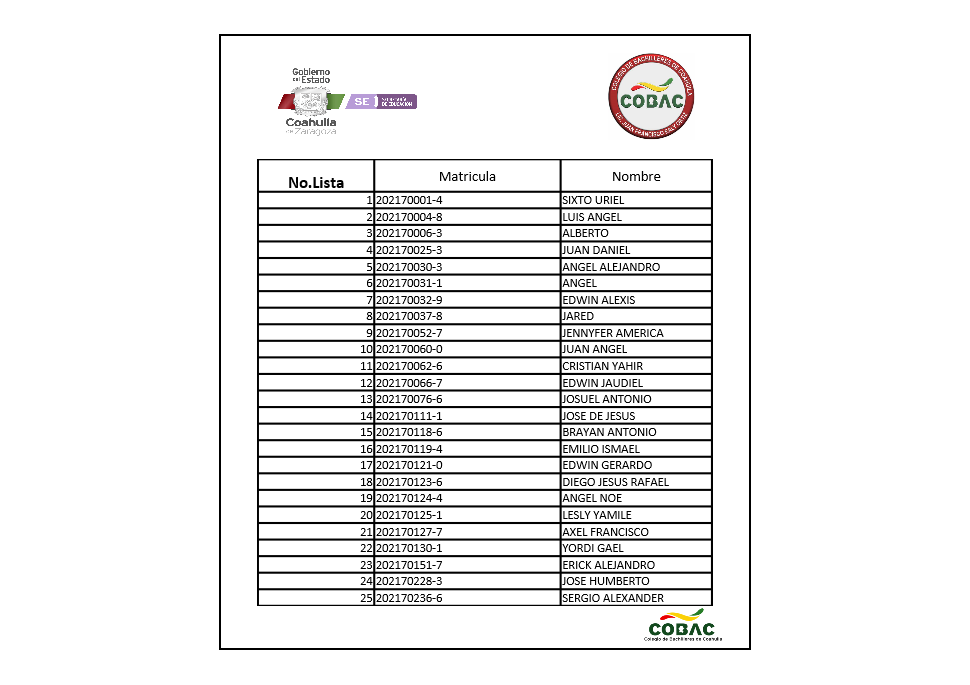 Gobierno
del Estado
SE
SECRETARÍA
DE EDUCACIÓN
Coahuila
de Zaragoza
COLEGIO DE BACHILLERES DE COAHUILA
COBAC
LIC. JUAN FRANCISCO
No.Lista Matricula Nombre
1 202170001-4 SIXTO URIEL
2 202170004-8 LUIS ANGEL
3 202170006-3 ALBERTO
4 202170025-3 JUAN DANIEL
5 202170030-3 ANGEL ALEJANDRO
6 202170031-1 ANGEL
7 202170032-9 EDWIN ALEXIS
8 202170037-8 JARED
9 202170052-7 JENNYFER AMERICA
10 202170060-0 JUAN ANGEL
11 202170062-6 CRISTIAN YAHIR
12 202170066-7 EDWIN JAUDIEL
13 202170076-6 JOSUEL ANTONIO
14 202170111-1 JOSE DE JESUS
15 202170118-6 BRAYAN ANTONIO
16 202170119-4 EMILIO ISMAEL
17 202170121-0 EDWIN GERARDO
18 202170123-6 DIEGO JESUS RAFAEL
19 202170124-4 ANGEL NOE
20 202170125-1 LESLY YAMILE
21 202170127-7 AXEL FRANCISCO
22 202170130-1 YORDI GAEL
23 202170151-7 ERICK ALEJANDRO
24 202170228-3 JOSE HUMBERTO
25 202170236-6 SERGIO ALEXANDER
COBAC
Colegio de Bachilleres de Coahuila